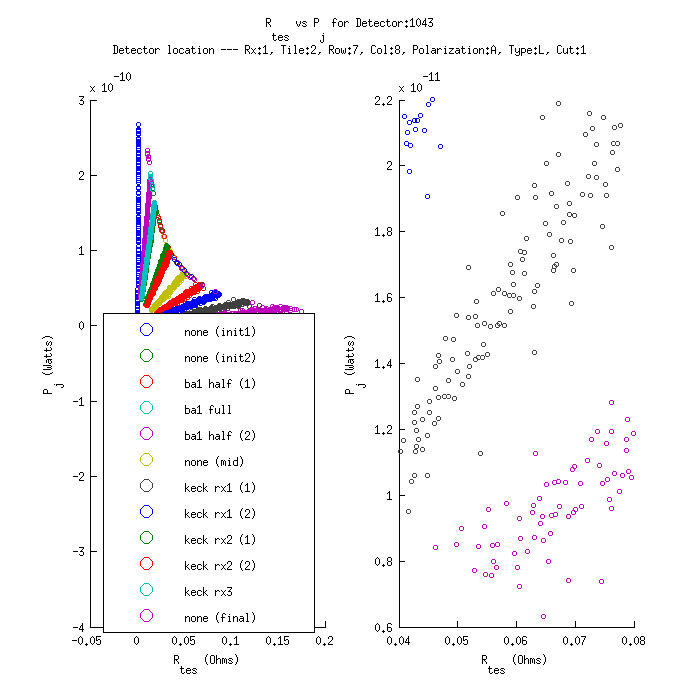 R    vs P  for Detector:1043
tes    j
Detector location --- Rx:1, Tile:2, Row:7, Col:8, Polarization:A, Type:L, Cut:1
x 10^-10
3
2
1
0
-1
-2
-3
-4
-0.05 0 0.05 0.1 0.15 0.2
P_j (Watts)
R_tes (Ohms)
none (init1)
none (init2)
ba1 half (1)
ba1 full
ba1 half (2)
none (mid)
keck rx1 (1)
keck rx1 (2)
keck rx2 (1)
keck rx2 (2)
keck rx3
none (final)
x 10^-11
2.2
2
1.8
1.6
1.4
1.2
1
0.8
0.6
0.04 0.05 0.06 0.07 0.08
P_j (Watts)
R_tes (Ohms)